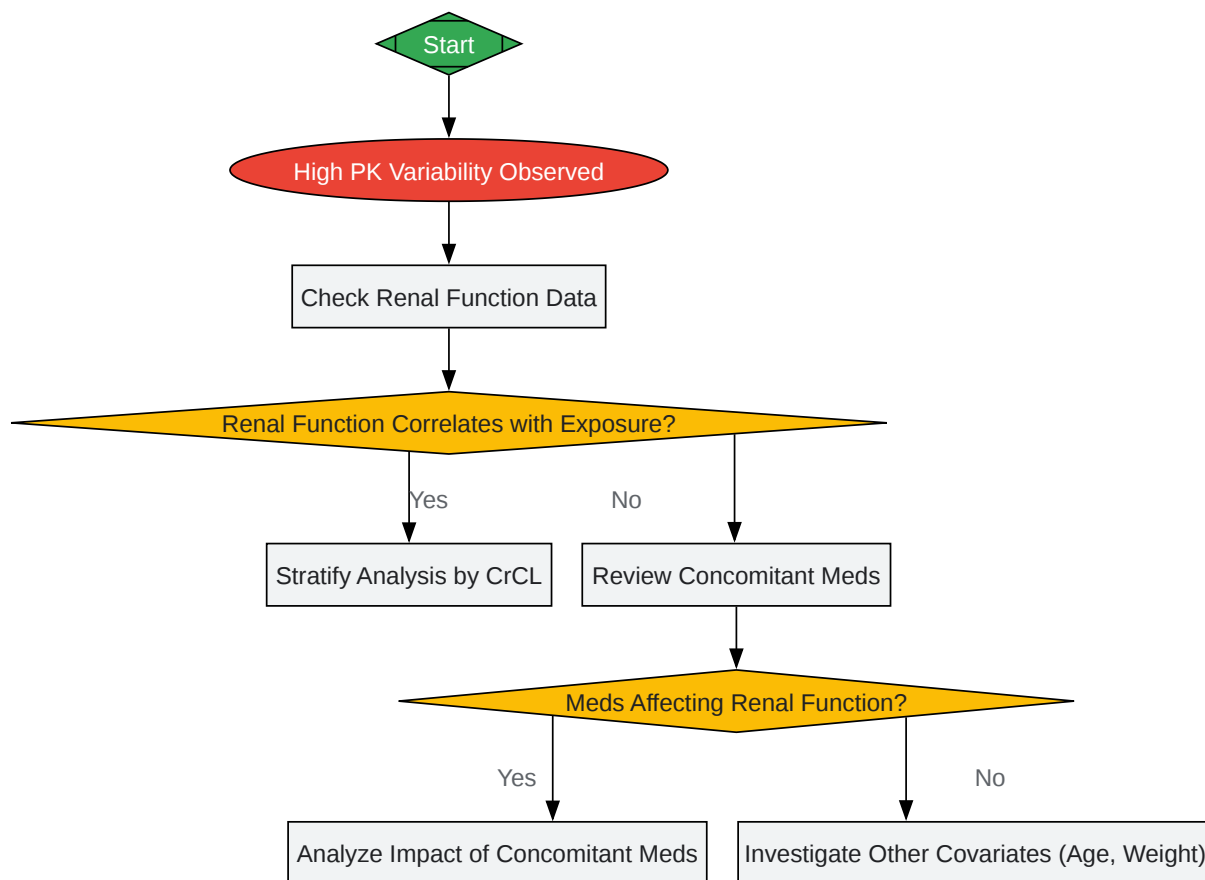 Start
High PK Variability Observed
Check Renal Function Data
Renal Function Correlates with Exposure?
Yes
No
Stratify Analysis by CrCL
Review Concomitant Meds
Meds Affecting Renal Function?
Yes
No
Analyze Impact of Concomitant Meds
Investigate Other Covariates (Age, Weight)